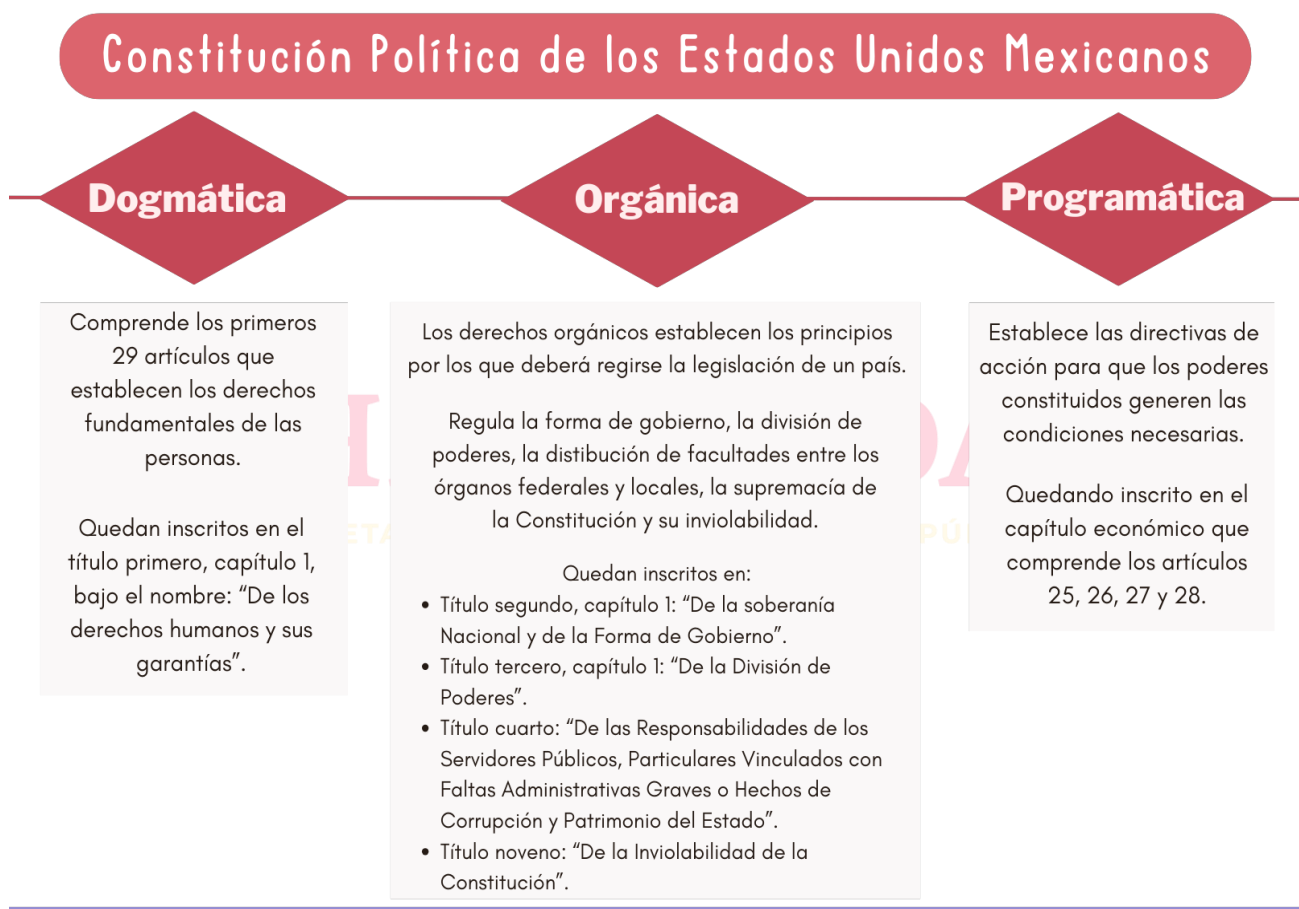 Constitución Política de los Estados Unidos Mexicanos
Dogmática
Comprende los primeros
29 artículos que
establecen los derechos
fundamentales de las
personas.
Quedan inscritos en el
título primero, capítulo 1,
bajo el nombre: “De los
derechos humanos y sus
garantías”.
Orgánica
Los derechos orgánicos establecen los principios
por los que deberá regirse la legislación de un país.
Regula la forma de gobierno, la división de
poderes, la distibución de facultades entre los
órganos federales y locales, la supremacía de
la Constitución y su inviolabilidad.
Quedan inscritos en:
• Título segundo, capítulo 1: “De la soberanía
Nacional y de la Forma de Gobierno”.
• Título tercero, capítulo 1: “De la División de
Poderes”.
• Título cuarto: “De las Responsabilidades de los
Servidores Públicos, Particulares Vinculados con
Faltas Administrativas Graves o Hechos de
Corrupción y Patrimonio del Estado”.
• Título noveno: “De la Inviolabilidad de la
Constitución”.
Programática
Establece las directivas de
acción para que los poderes
constituidos generen las
condiciones necesarias.
Quedando inscrito en el
capítulo económico que
comprende los artículos
25, 26, 27 y 28.